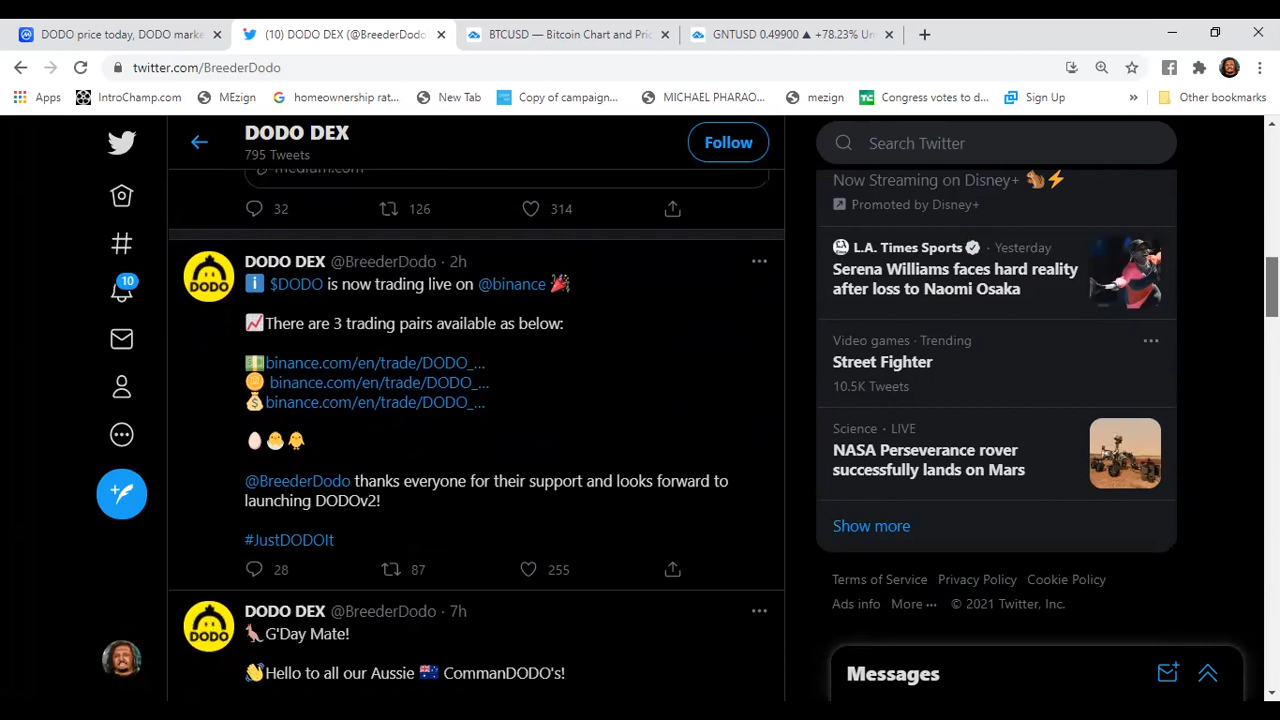 DODO price today, DODO marke
(10) DODO DEX (@BreederDodo
BTCUSD — Bitcoin Chart and Pri
GNTUSD 0.49900 ▲ +78.23% Un
twitter.com/BreederDodo
Apps
IntroChamp.com
MEzign
homeownership rat...
New Tab
Copy of campaign...
MICHAEL PHARAO...
mezign
Congress votes to d...
Sign Up
»
Other bookmarks
DODO DEX
795 Tweets
Follow
medium.com
32
126
314
DODO
DODO DEX @BreederDodo · 2h
ℹ️ $DODO is now trading live on @binance 🎉
📈There are 3 trading pairs available as below:
💵binance.com/en/trade/DODO_...
🪙 binance.com/en/trade/DODO_...
💰binance.com/en/trade/DODO_...
🥚🐣🐥
@BreederDodo thanks everyone for their support and looks forward to
launching DODOv2!
#JustDODOIt
28
87
255
DODO
DODO DEX @BreederDodo · 7h
🦘G'Day Mate!
👋Hello to all our Aussie 🇦🇺 CommanDODO's!
10
Search Twitter
Now Streaming on Disney+ 🐿️⚡
Promoted by Disney+
L.A. Times Sports · Yesterday
Serena Williams faces hard reality
after loss to Naomi Osaka
Video games · Trending
Street Fighter
10.5K Tweets
Science · LIVE
NASA Perseverance rover
successfully lands on Mars
Show more
Terms of Service Privacy Policy Cookie Policy
Ads info More ··· © 2021 Twitter, Inc.
Messages